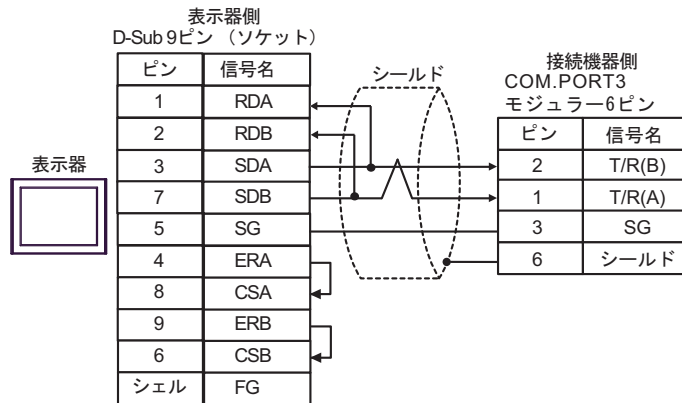 表示器側
D-Sub 9ピン （ソケット）
ピン 信号名
1 RDA
2 RDB
3 SDA
7 SDB
5 SG
4 ERA
8 CSA
9 ERB
6 CSB
シェル FG
表示器
シールド
接続機器側
COM.PORT3
モジュラー6ピン
ピン 信号名
2 T/R(B)
1 T/R(A)
3 SG
6 シールド